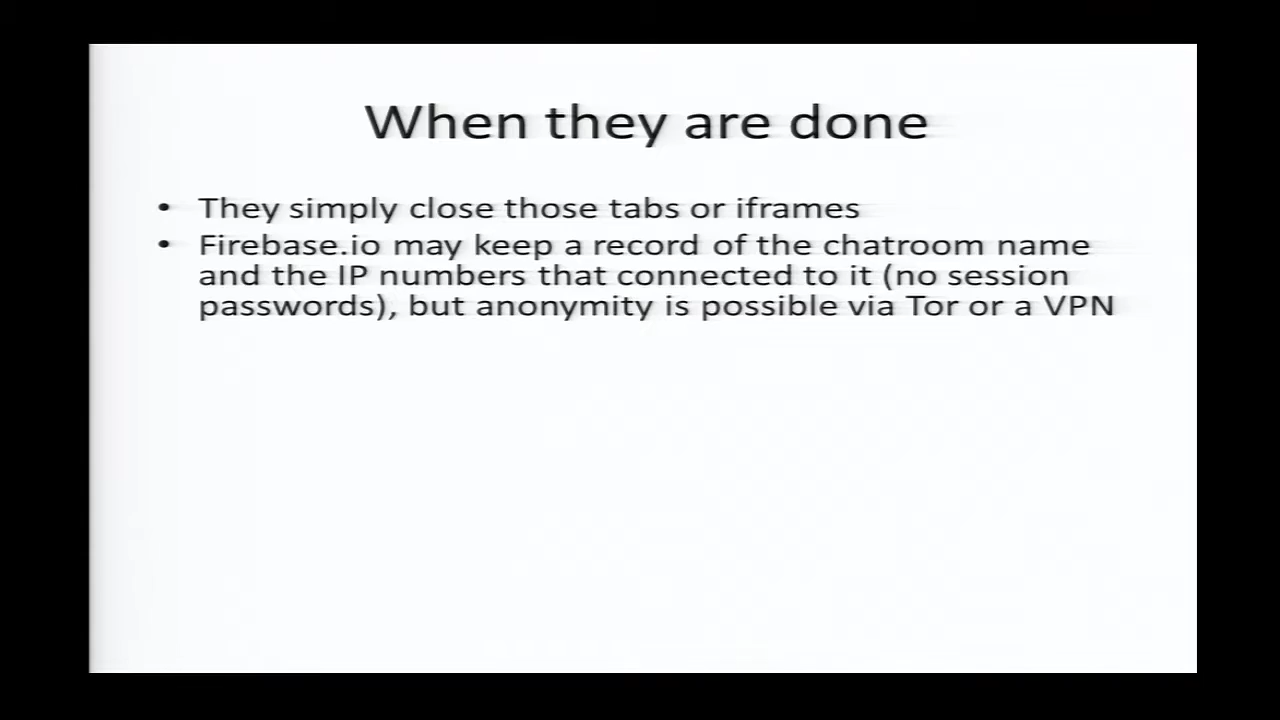 When they are done
• They simply close those tabs or iframes
• Firebase.io may keep a record of the chatroom name
and the IP numbers that connected to it (no session
passwords), but anonymity is possible via Tor or a VPN